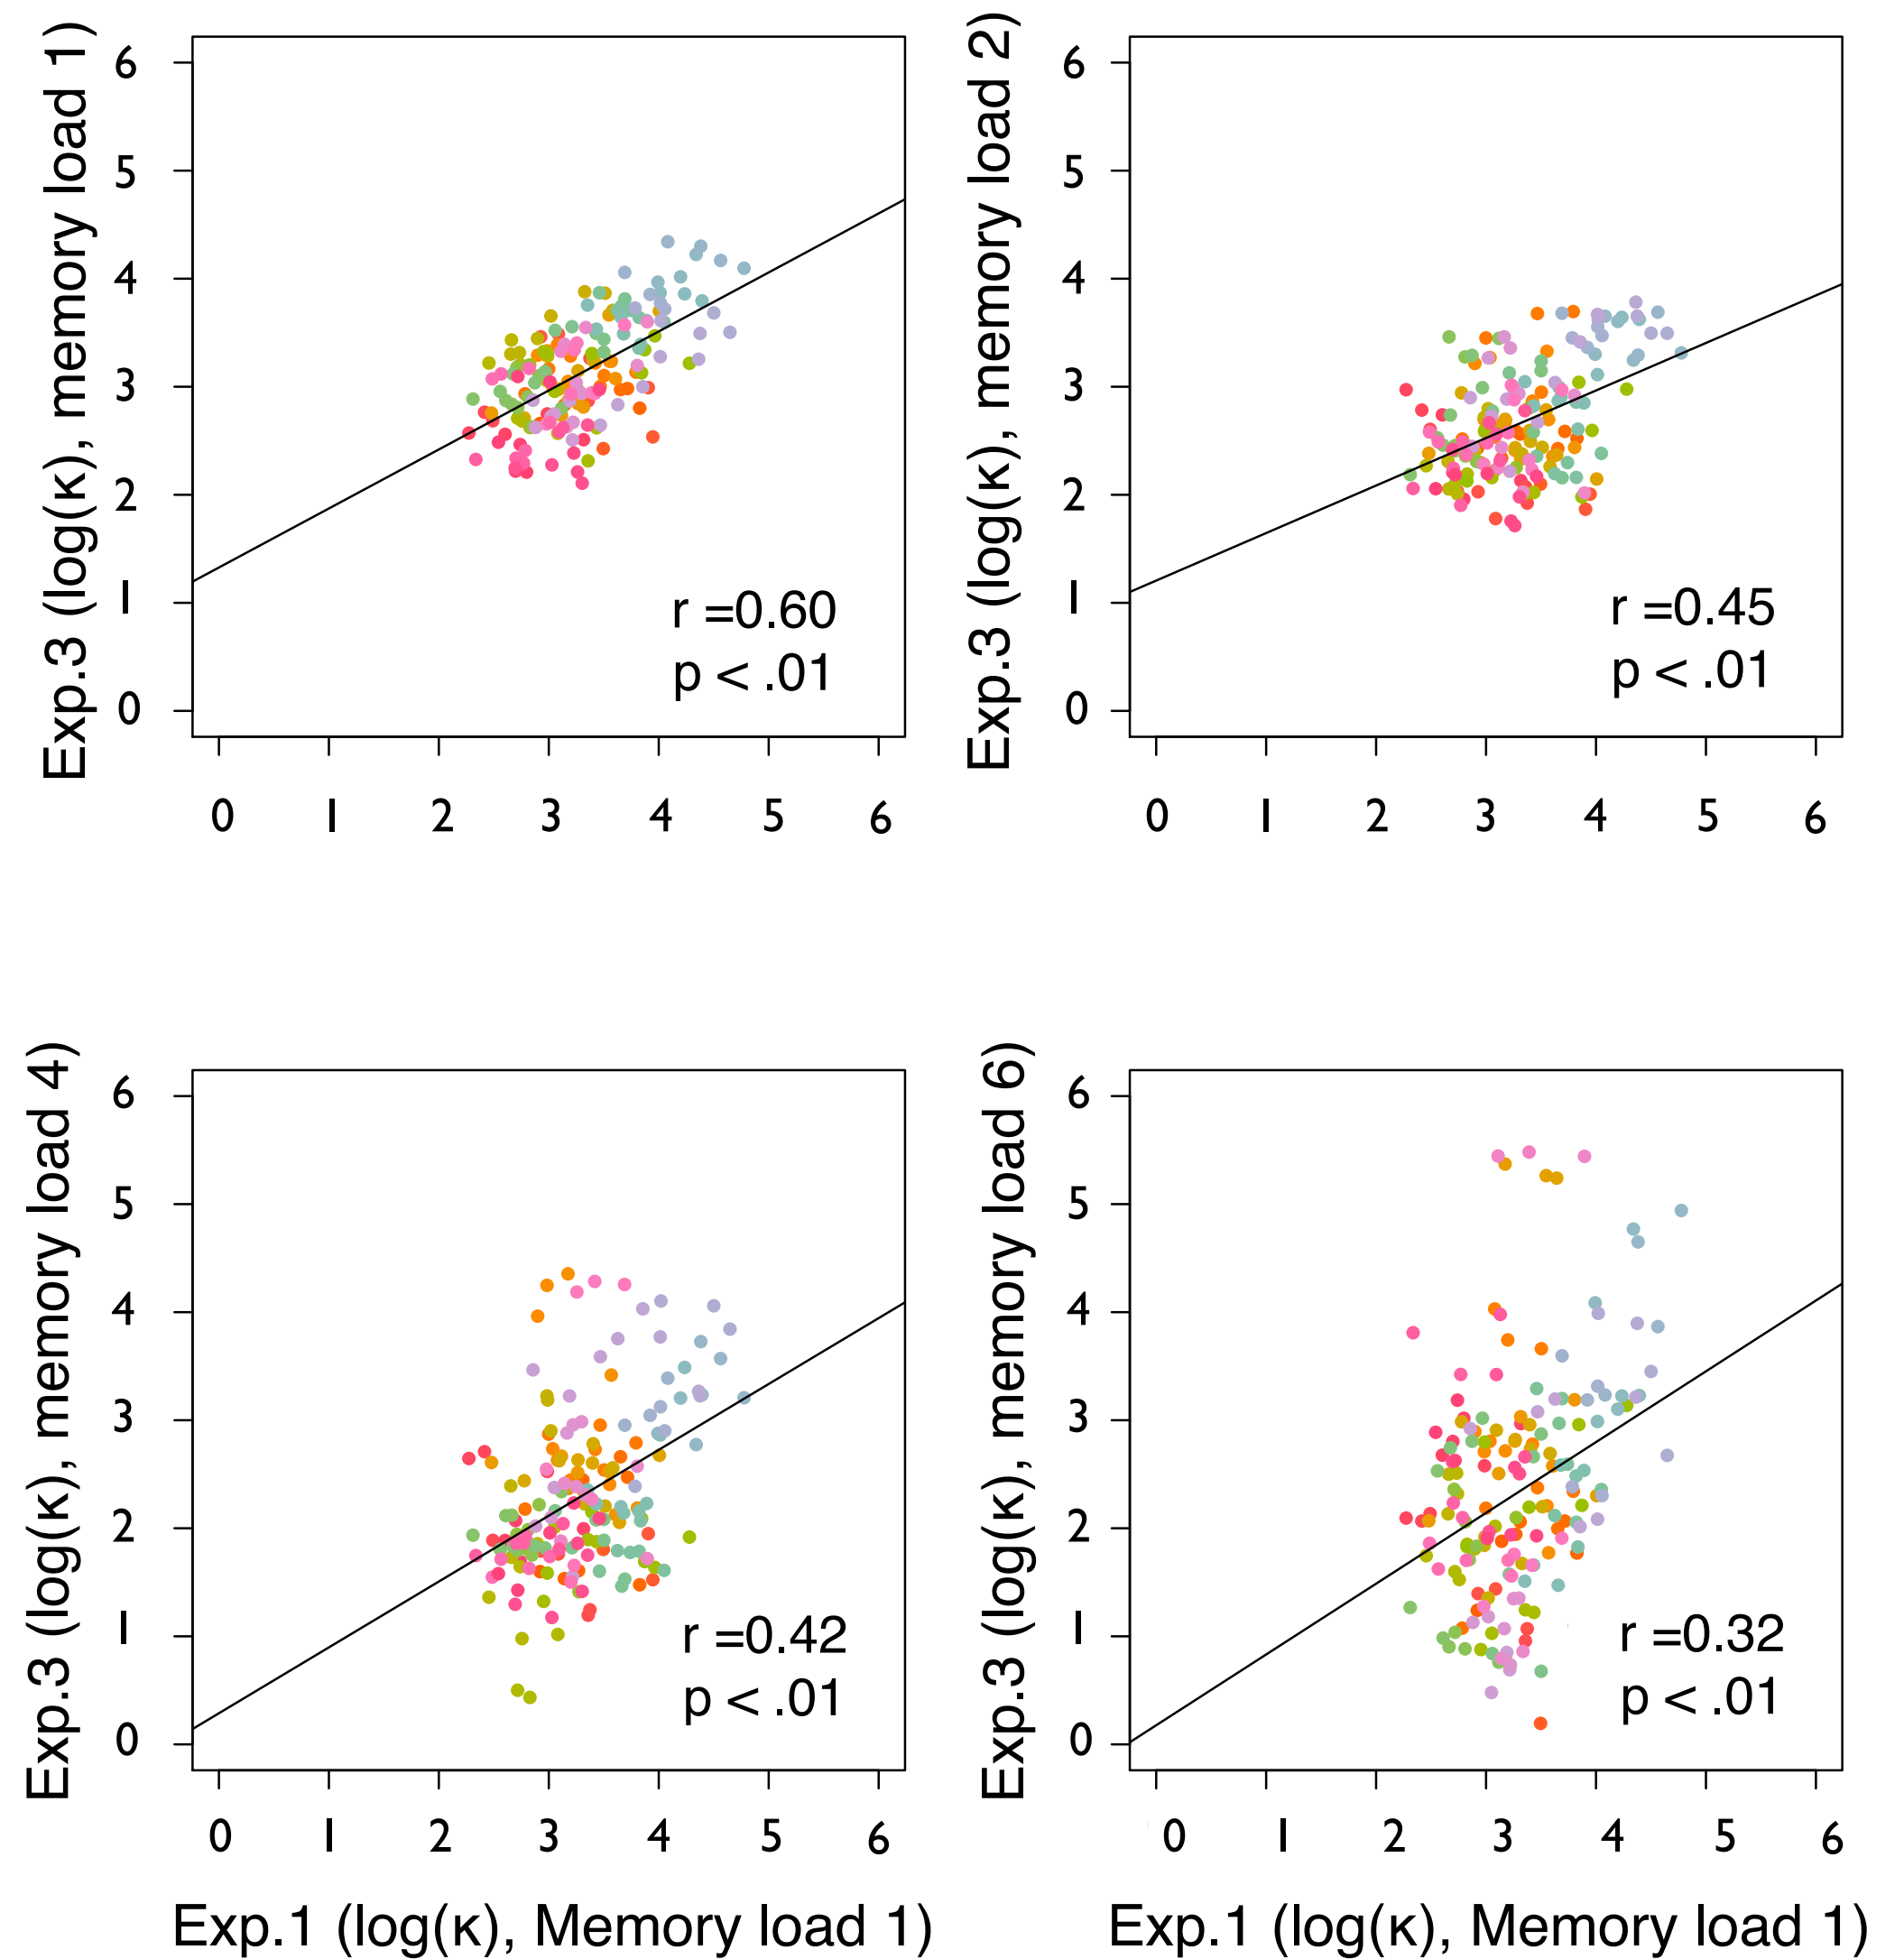 Exp.3 (log(κ), memory load 1)
6
5
4
3
2
1
0
r =0.60
p < .01
0 1 2 3 4 5 6
Exp.3 (log(κ), memory load 2)
6
5
4
3
2
1
0
r =0.45
p < .01
0 1 2 3 4 5 6
Exp.3 (log(κ), memory load 4)
6
5
4
3
2
1
0
r =0.42
p < .01
0 1 2 3 4 5 6
Exp.1 (log(κ), Memory load 1)
Exp.3 (log(κ), memory load 6)
6
5
4
3
2
1
0
r =0.32
p < .01
0 1 2 3 4 5 6
Exp.1 (log(κ), Memory load 1)